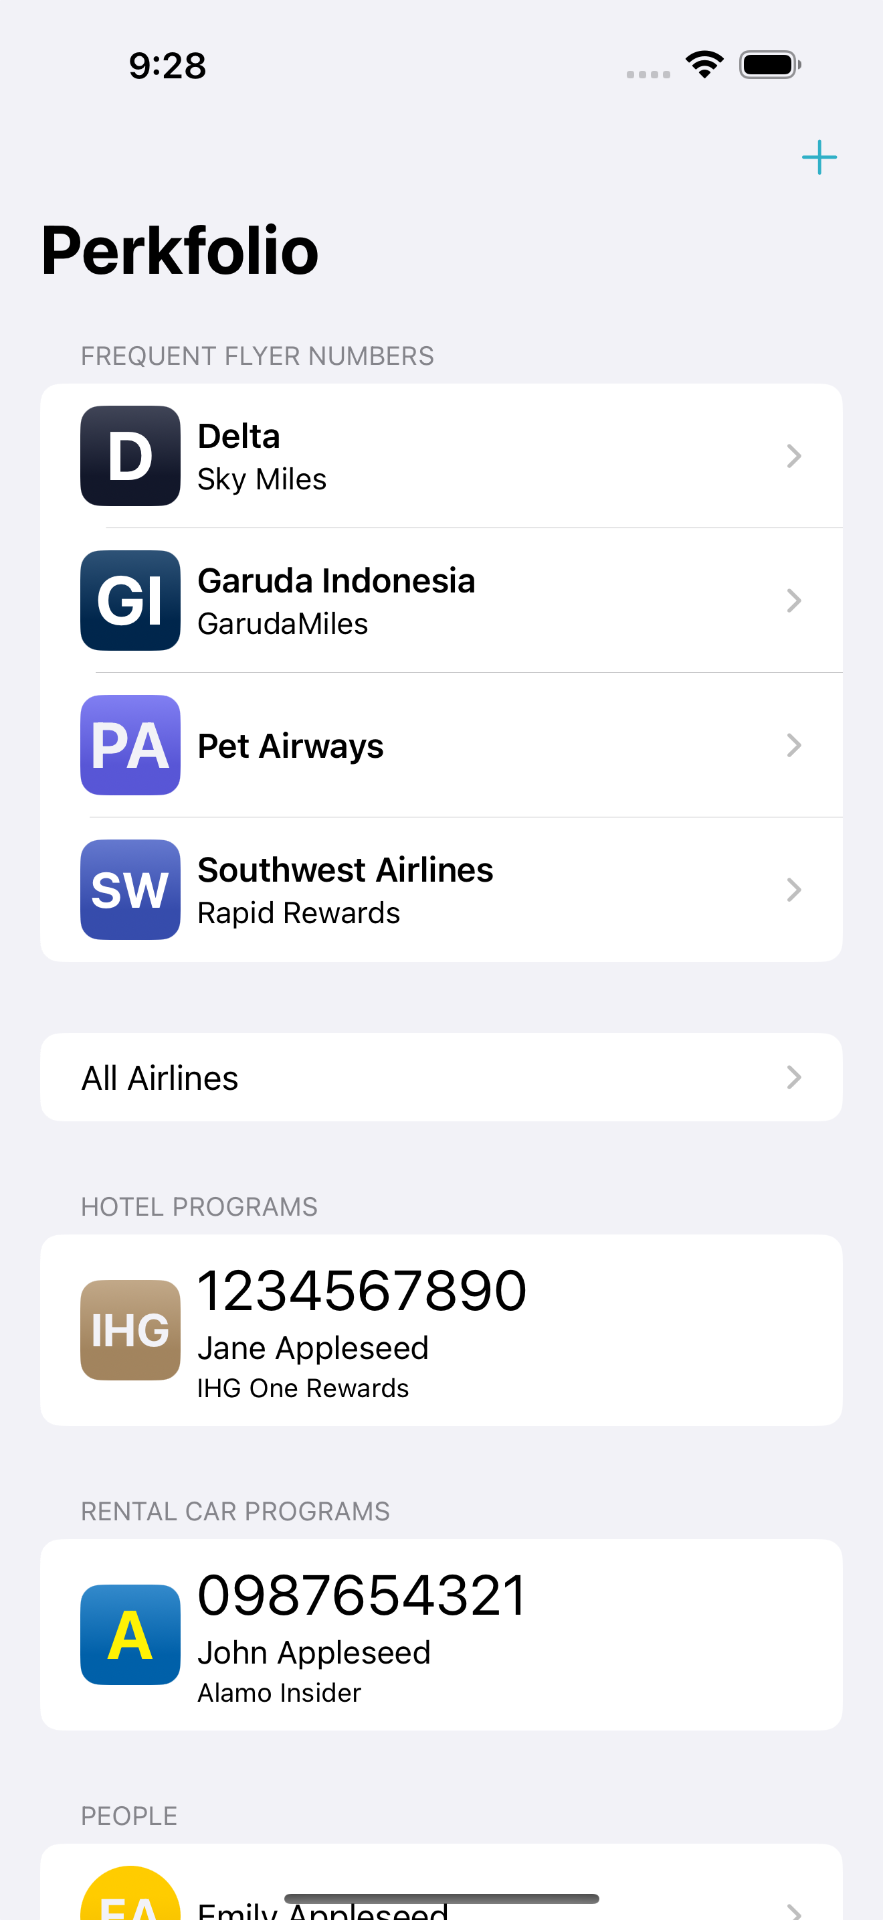 9:28
Perkfolio
FREQUENT FLYER NUMBERS
D
Delta
Sky Miles
GI
Garuda Indonesia
GarudaMiles
PA
Pet Airways
SW
Southwest Airlines
Rapid Rewards
All Airlines
HOTEL PROGRAMS
IHG
1234567890
Jane Appleseed
IHG One Rewards
RENTAL CAR PROGRAMS
A
0987654321
John Appleseed
Alamo Insider
PEOPLE
EA
Emily Appleseed